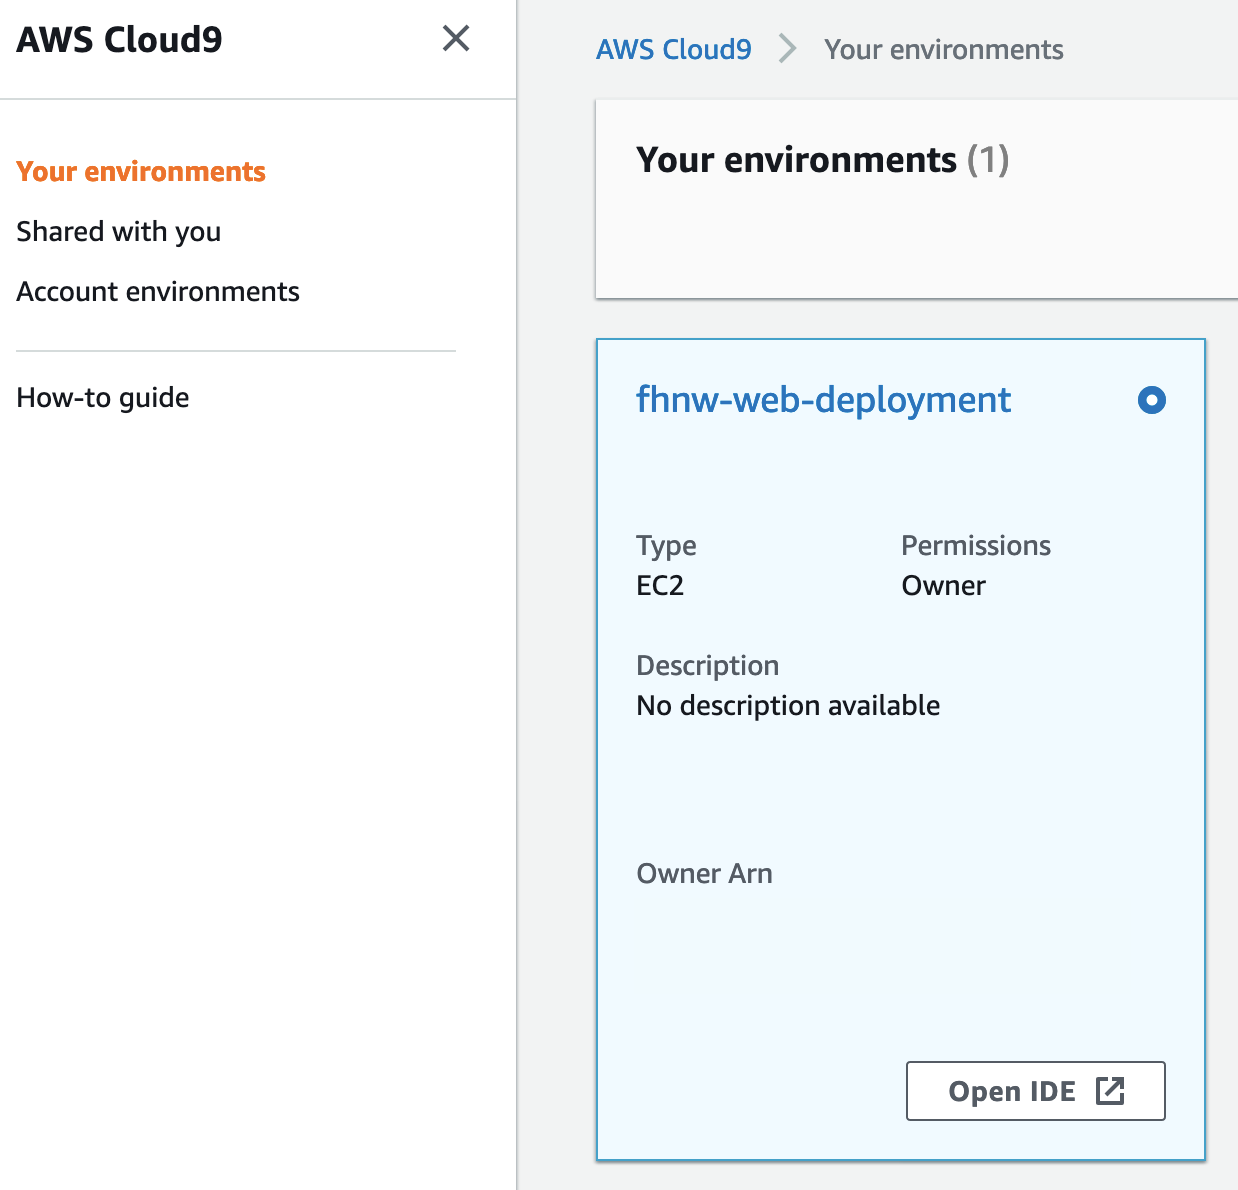 AWS Cloud9
Your environments
Shared with you
Account environments
How-to guide
AWS Cloud9 > Your environments
Your environments (1)
fhnw-web-deployment
Type
EC2
Permissions
Owner
Description
No description available
Owner Arn
Open IDE